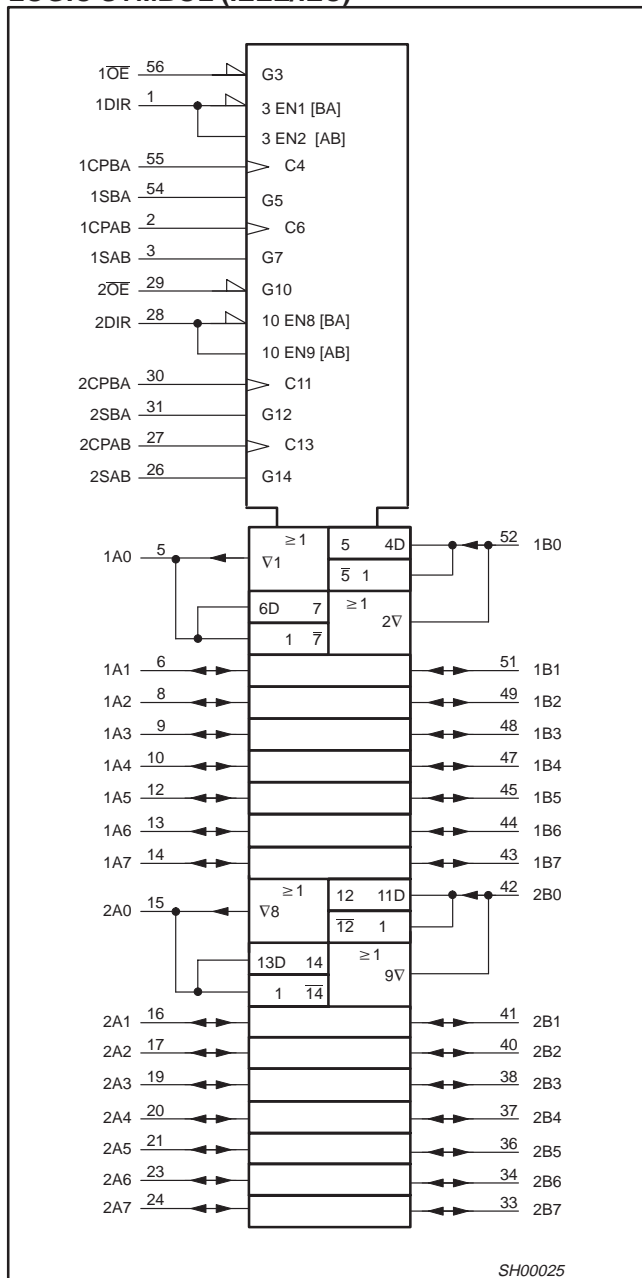 LOGIC SYMBOL (IEEE/IEC)
1O̅E̅ 56 G3
1DIR 1 3 EN1 [BA]
3 EN2 [AB]
1CPBA 55 C4
1SBA 54 G5
1CPAB 2 C6
1SAB 3 G7
2O̅E̅ 29 G10
2DIR 28 10 EN8 [BA]
10 EN9 [AB]
2CPBA 30 C11
2SBA 31 G12
2CPAB 27 C13
2SAB 26 G14
1A0 5 ≥1 ∇1 5 4D 52 1B0
5̅ 1
6D 7 ≥1 2∇
1 7̅
1A1 6 51 1B1
1A2 8 49 1B2
1A3 9 48 1B3
1A4 10 47 1B4
1A5 12 45 1B5
1A6 13 44 1B6
1A7 14 43 1B7
2A0 15 ≥1 ∇8 12 11D 42 2B0
1̅2̅ 1
13D 14 ≥1 9∇
1 1̅4̅
2A1 16 41 2B1
2A2 17 40 2B2
2A3 19 38 2B3
2A4 20 37 2B4
2A5 21 36 2B5
2A6 23 34 2B6
2A7 24 33 2B7
SH00025